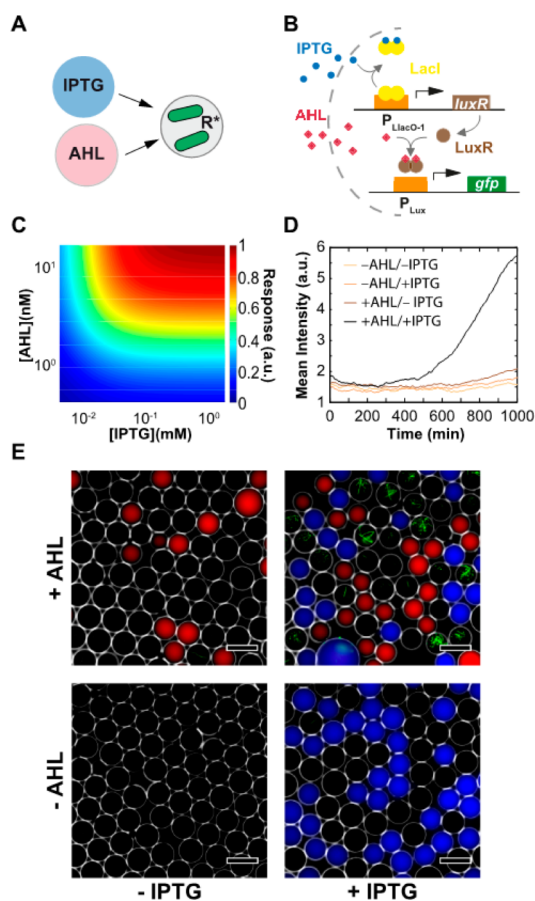 A
IPTG
AHL
R*
B
IPTG
LacI
AHL
luxR
PLlacO-1
LuxR
gfp
PLux
C
[AHL](nM)
10¹
10⁰
10⁻² 10⁻¹ 10⁰
[IPTG](mM)
1
0.8
0.6
0.4
0.2
0
Response (a.u.)
D
Mean Intensity (a.u.)
6
5
4
3
2
1
–AHL/–IPTG
–AHL/+IPTG
+AHL/– IPTG
+AHL/+IPTG
0 200 400 600 800 1000
Time (min)
E
+ AHL
- AHL
- IPTG + IPTG